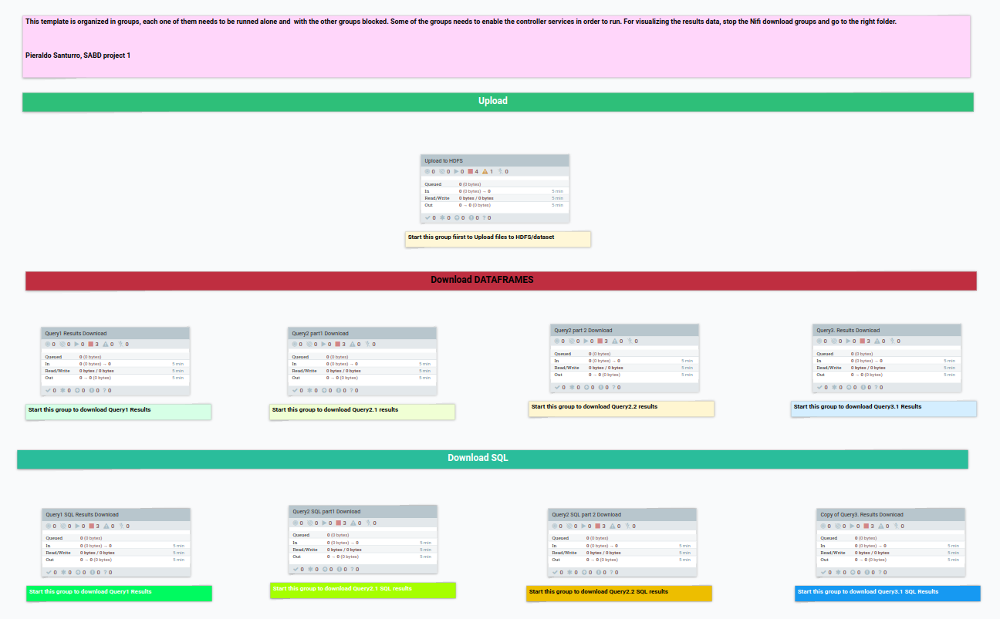 This template is organized in groups, each one of them needs to be runned alone and  with the other groups blocked. Some of the groups needs to enable the controller services in order to run. For visualizing the results data, stop the Nifi download groups and go to the right folder.
Pieraldo Santurro, SABD project 1
Upload
Upload to HDFS
0 0 0 4 1 0
Queued 0 (0 bytes)
In 0 (0 bytes) → 0 5 min
Read/Write 0 bytes / 0 bytes 5 min
Out 0 → 0 (0 bytes) 5 min
0 0 0 0 ? 0
Start this group fiirst to Upload files to HDFS/dataset
Download DATAFRAMES
Query1 Results Download
0 0 0 3 0 0
Queued 0 (0 bytes)
In 0 (0 bytes) → 0 5 min
Read/Write 0 bytes / 0 bytes 5 min
Out 0 → 0 (0 bytes) 5 min
0 0 0 0 ? 0
Start this group to download Query1 Results
Query2 part1 Download
0 0 0 3 0 0
Queued 0 (0 bytes)
In 0 (0 bytes) → 0 5 min
Read/Write 0 bytes / 0 bytes 5 min
Out 0 → 0 (0 bytes) 5 min
0 0 0 0 ? 0
Start this group to download Query2.1 results
Query2 part 2 Download
0 0 0 3 0 0
Queued 0 (0 bytes)
In 0 (0 bytes) → 0 5 min
Read/Write 0 bytes / 0 bytes 5 min
Out 0 → 0 (0 bytes) 5 min
0 0 0 0 ? 0
Start this group to download Query2.2 results
Query3. Results Download
0 0 0 3 0 0
Queued 0 (0 bytes)
In 0 (0 bytes) → 0 5 min
Read/Write 0 bytes / 0 bytes 5 min
Out 0 → 0 (0 bytes) 5 min
0 0 0 0 ? 0
Start this group to download Query3.1 Results
Download SQL
Query1 SQL Results Download
0 0 0 3 0 0
Queued 0 (0 bytes)
In 0 (0 bytes) → 0 5 min
Read/Write 0 bytes / 0 bytes 5 min
Out 0 → 0 (0 bytes) 5 min
0 0 0 0 ? 0
Start this group to download Query1 Results
Query2 SQL part1 Download
0 0 0 3 0 0
Queued 0 (0 bytes)
In 0 (0 bytes) → 0 5 min
Read/Write 0 bytes / 0 bytes 5 min
Out 0 → 0 (0 bytes) 5 min
0 0 0 0 ? 0
Start this group to download Query2.1 SQL results
Query2 SQL part 2 Download
0 0 0 3 0 0
Queued 0 (0 bytes)
In 0 (0 bytes) → 0 5 min
Read/Write 0 bytes / 0 bytes 5 min
Out 0 → 0 (0 bytes) 5 min
0 0 0 0 ? 0
Start this group to download Query2.2 SQL results
Copy of Query3. Results Download
0 0 0 3 0 0
Queued 0 (0 bytes)
In 0 (0 bytes) → 0 5 min
Read/Write 0 bytes / 0 bytes 5 min
Out 0 → 0 (0 bytes) 5 min
0 0 0 0 ? 0
Start this group to download Query3.1 SQL Results